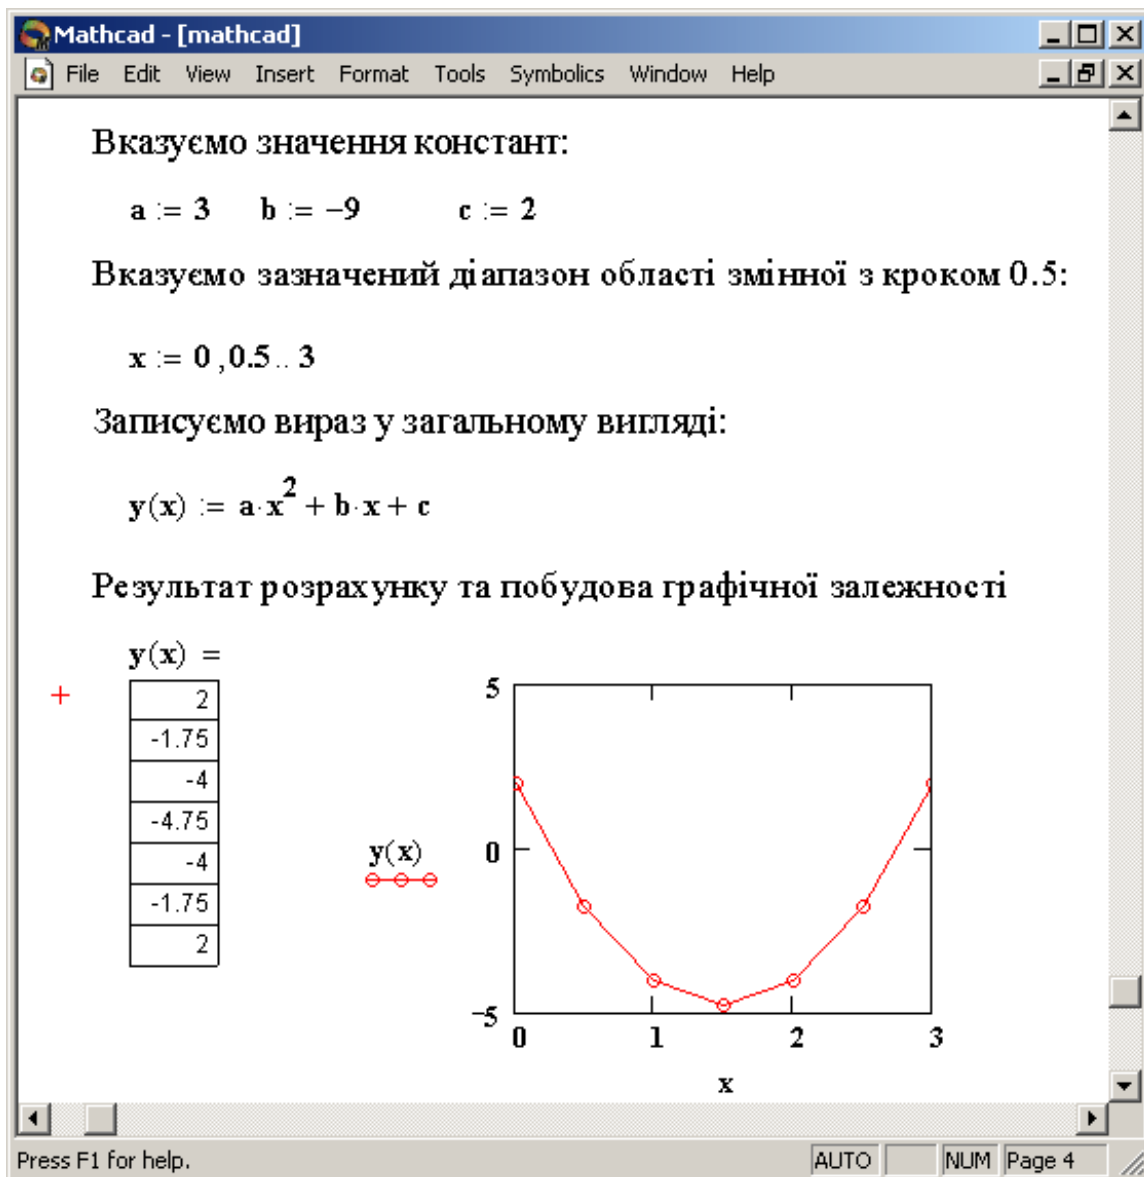 Mathcad - [mathcad]
File Edit View Insert Format Tools Symbolics Window Help
Вказуємо значення констант:
a := 3 b := −9 c := 2
Вказуємо зазначений діапазон області змінної з кроком 0.5:
x := 0 , 0.5 .. 3
Записуємо вираз у загальному вигляді:
y(x) := a·x² + b·x + c
Результат розрахунку та побудова графічної залежності
y(x) =
2
-1.75
-4
-4.75
-4
-1.75
2
y(x)
5
0
−5
0 1 2 3
x
Press F1 for help. AUTO NUM Page 4